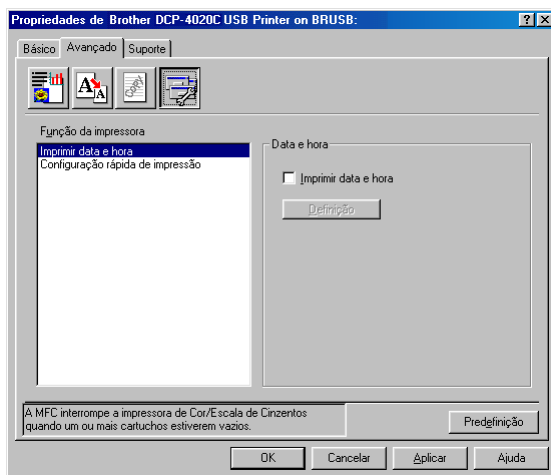 Propriedades de Brother DCP-4020C USB Printer on BRUSB:
Básico Avançado Suporte
Função da impressora
Imprimir data e hora
Configuração rápida de impressão
Data e hora
Imprimir data e hora
Definição
A MFC interrompe a impressora de Cor/Escala de Cinzentos
quando um ou mais cartuchos estiverem vazios.
Predefinição
OK Cancelar Aplicar Ajuda